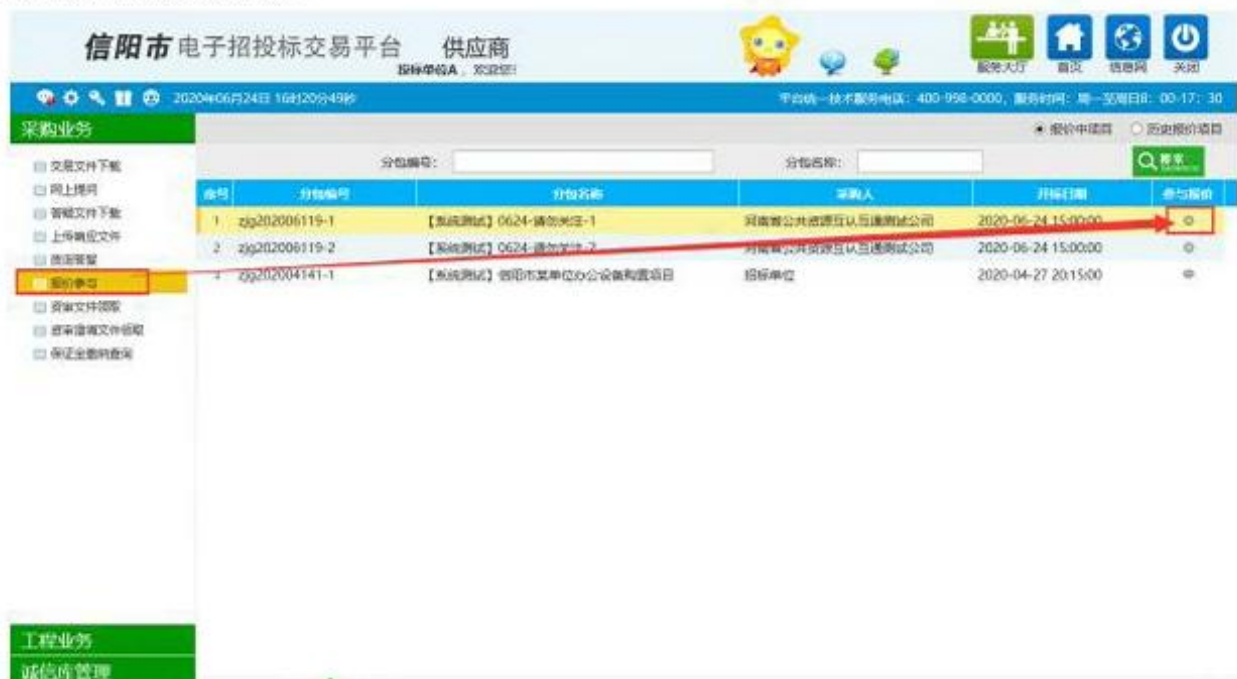 信阳市 电子招投标交易平台 供应商
投标单位A，欢迎您！
服务大厅 首页 信息网 关闭
2020年06月24日 16时20分49秒
平台统一技术服务电话：400-998-0000，服务时间：周一至周日8：00-17：30
采购业务
报价中项目 历史报价项目
交易文件下载
分包编号： 分包名称： 搜索
网上提问
序号 分包编号 分包名称 采购人 开标日期 参与报价
答疑文件下载
1 zjg202006119-1 【系统测试】0624-请勿关注-1 河南省公共资源互认互通测试公司 2020-06-24 15:00:00
上传响应文件
2 zjg202006119-2 【系统测试】0624-请勿关注-2 河南省公共资源互认互通测试公司 2020-06-24 15:00:00
报价参与
zjg202004141-1 【系统测试】信阳市某单位办公设备购置项目 招标单位 2020-04-27 20:15:00
资审文件领取
保证金缴纳查询
工程业务
诚信库管理